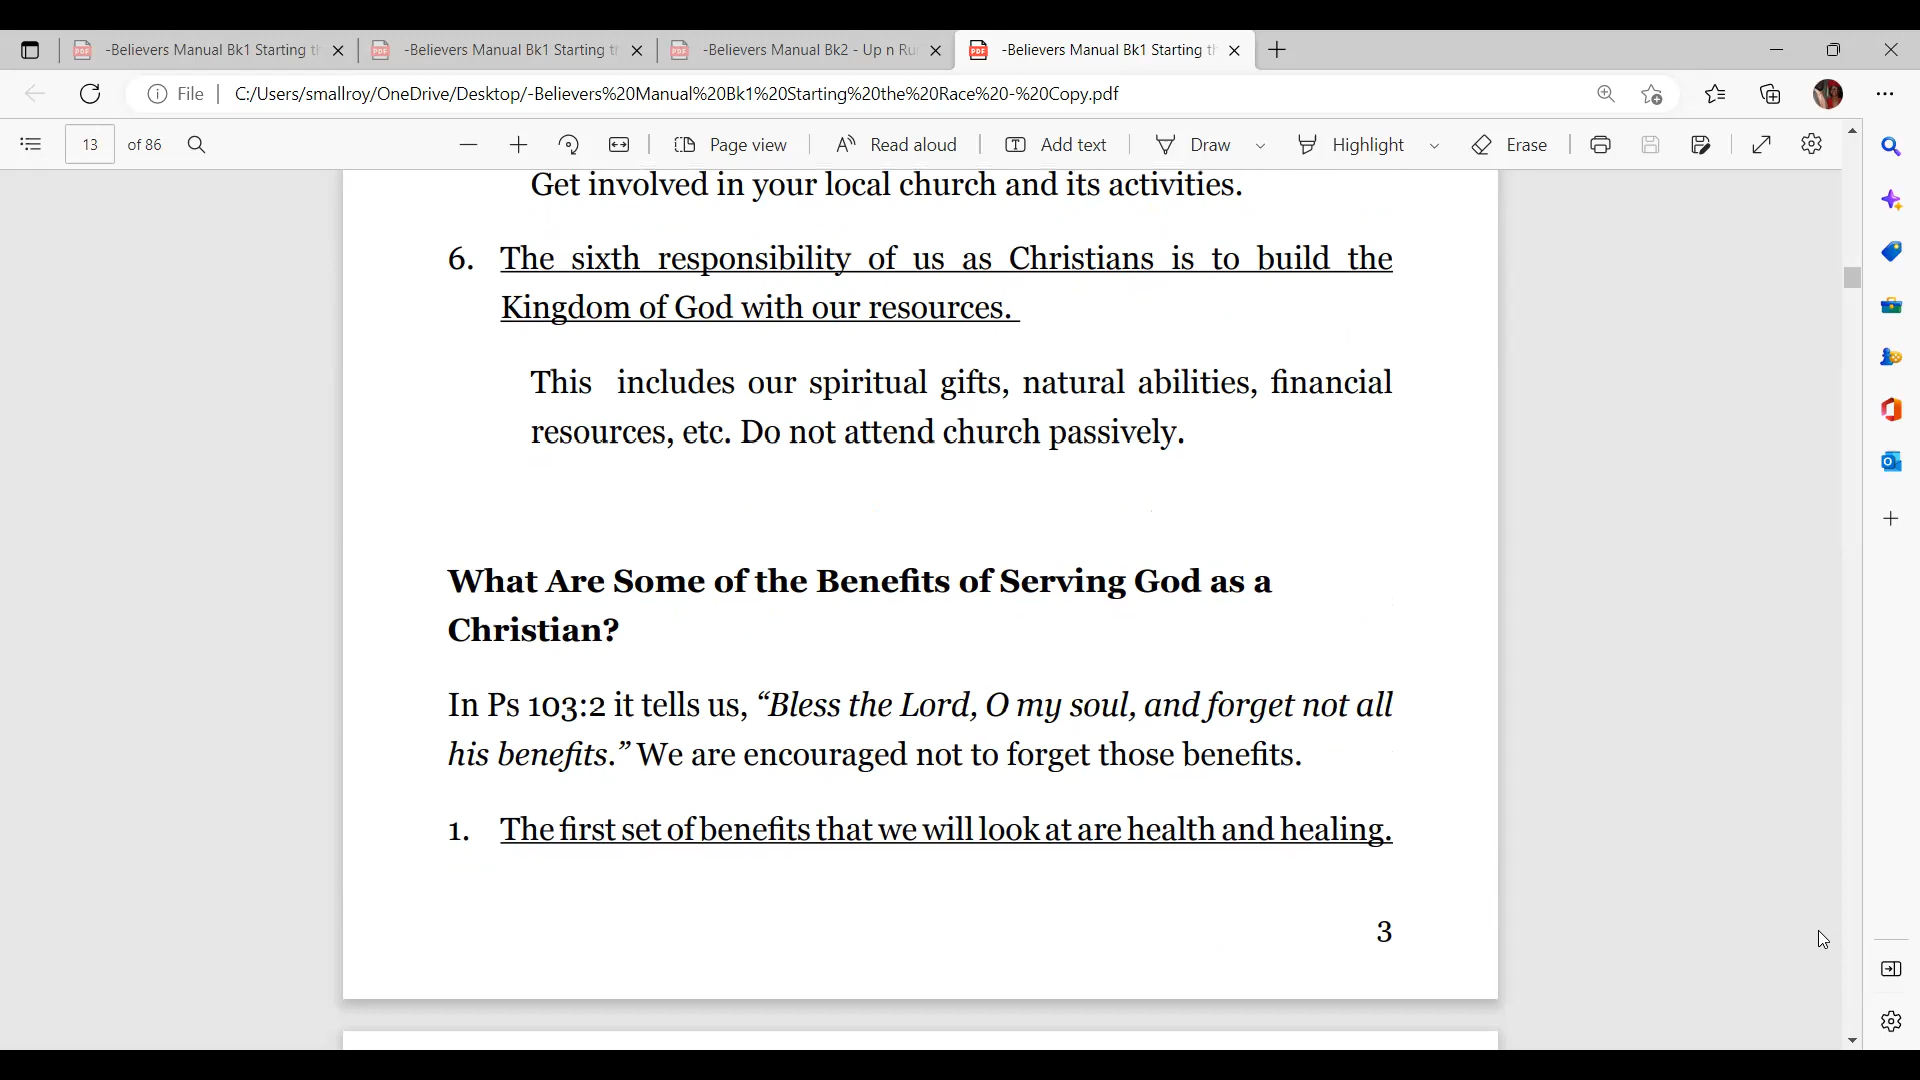 -Believers Manual Bk1 Starting th
-Believers Manual Bk1 Starting th
-Believers Manual Bk2 - Up n Ru
-Believers Manual Bk1 Starting th
File
C:/Users/smallroy/OneDrive/Desktop/-Believers%20Manual%20Bk1%20Starting%20the%20Race%20-%20Copy.pdf
13 of 86
Page view
Read aloud
Add text
Draw
Highlight
Erase
Get involved in your local church and its activities.
6. The sixth responsibility of us as Christians is to build the
Kingdom of God with our resources.
This includes our spiritual gifts, natural abilities, financial
resources, etc. Do not attend church passively.
What Are Some of the Benefits of Serving God as a
Christian?
In Ps 103:2 it tells us, “Bless the Lord, O my soul, and forget not all
his benefits.” We are encouraged not to forget those benefits.
1. The first set of benefits that we will look at are health and healing.
3